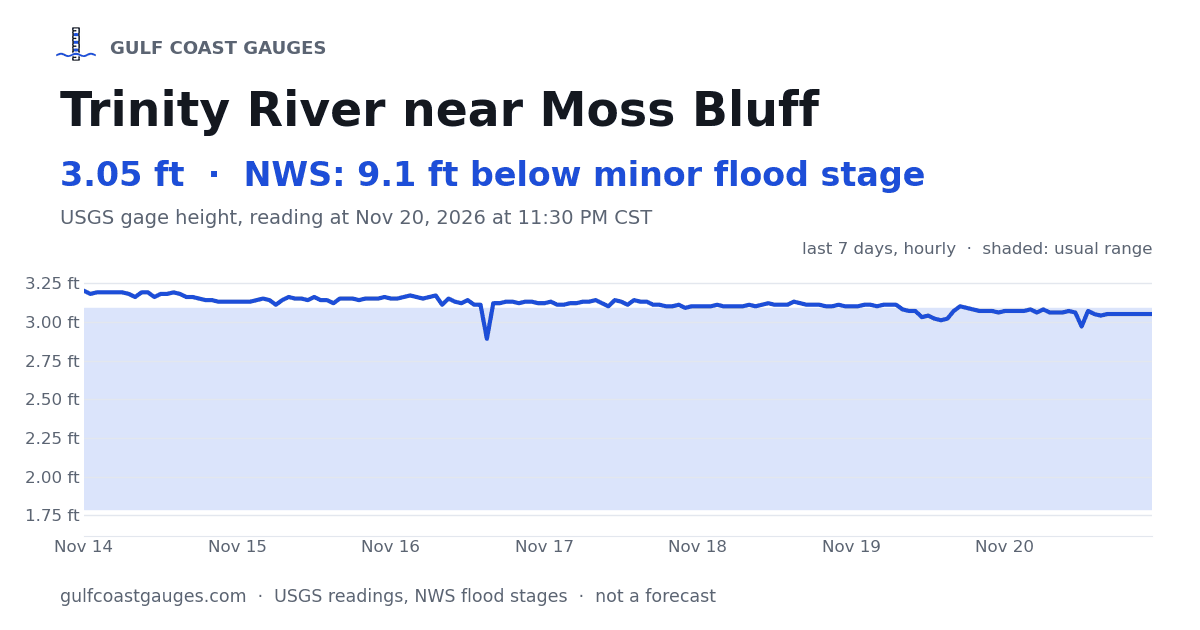 GULF COAST GAUGES
Trinity River near Moss Bluff
3.05 ft · NWS: 9.1 ft below minor flood stage
USGS gage height, reading at Nov 20, 2026 at 11:30 PM CST
last 7 days, hourly · shaded: usual range
3.25 ft
3.00 ft
2.75 ft
2.50 ft
2.25 ft
2.00 ft
1.75 ft
Nov 14 Nov 15 Nov 16 Nov 17 Nov 18 Nov 19 Nov 20
gulfcoastgauges.com · USGS readings, NWS flood stages · not a forecast